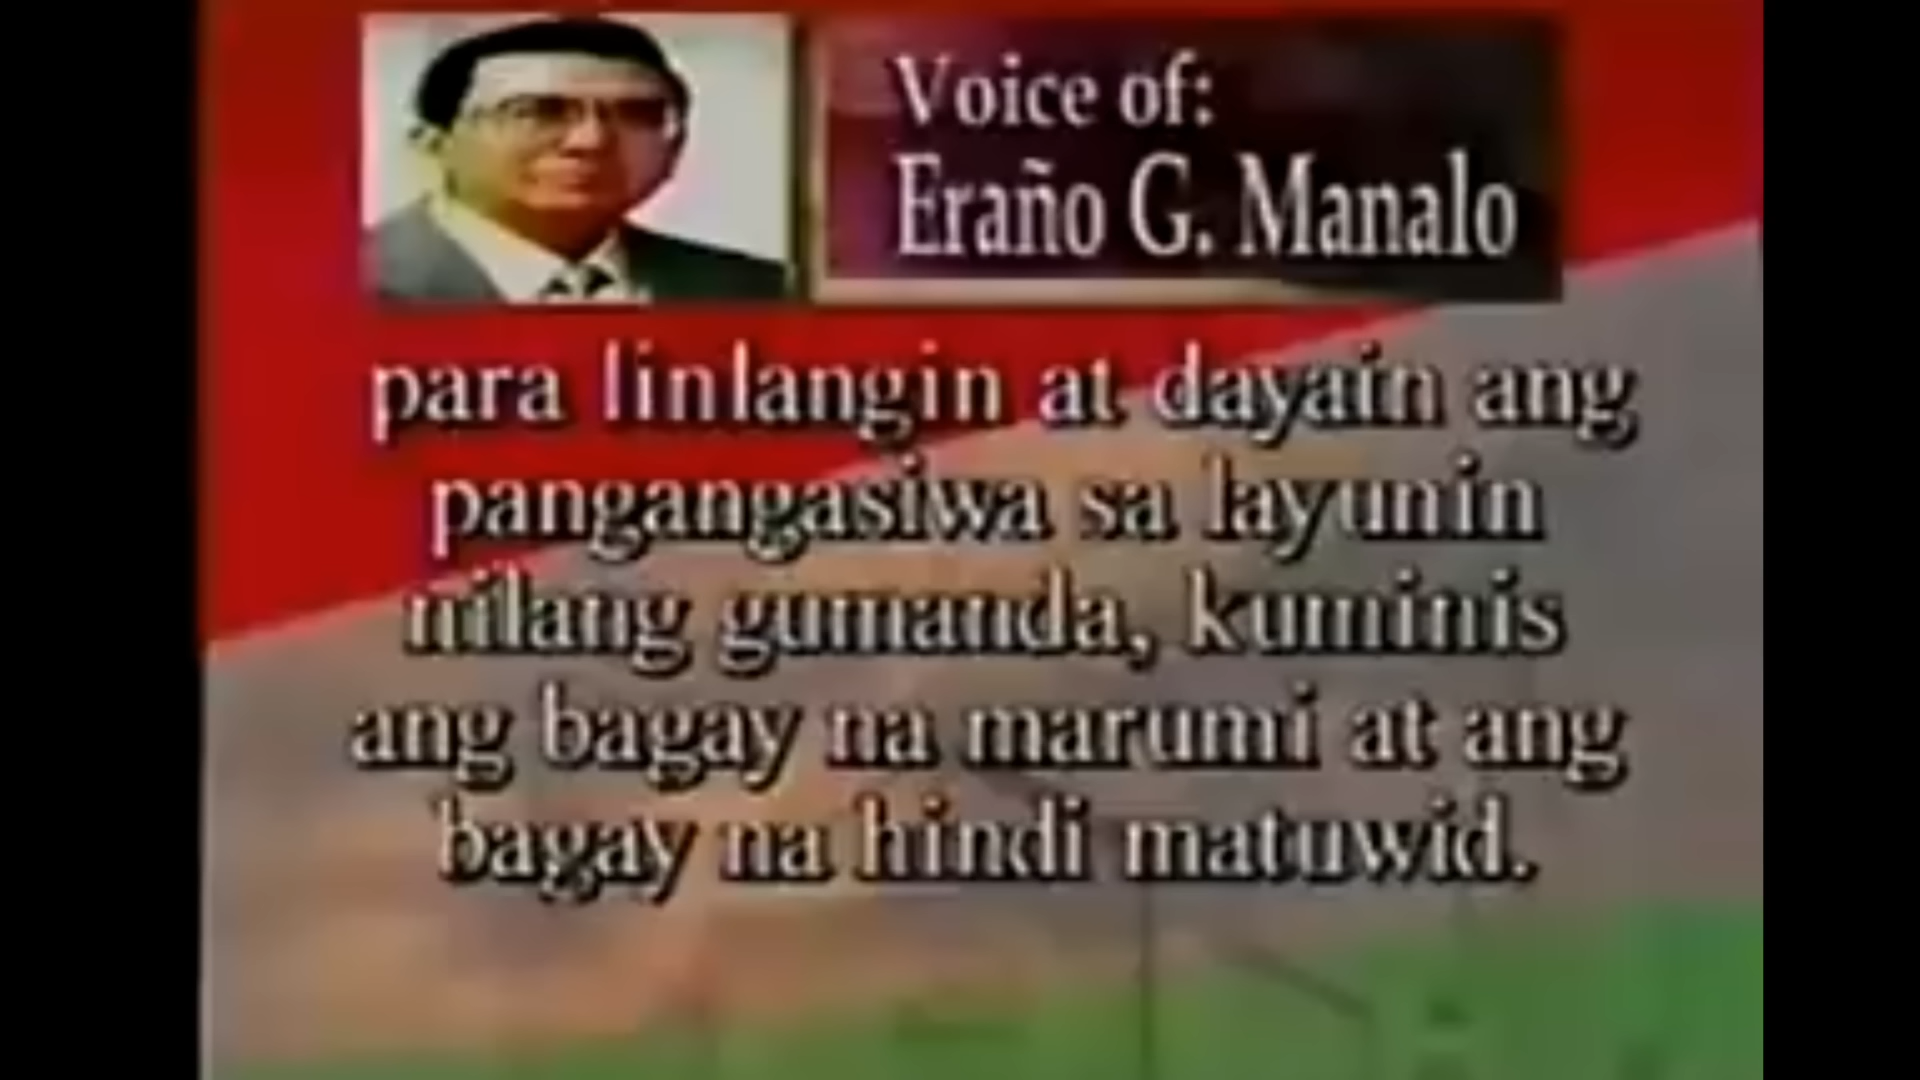 Voice of:
Eraño G. Manalo
para linlangin at dayain ang
pangangasiwa sa layunin
nilang gumanda, kuminis
ang bagay na marumi at ang
bagay na hindi matuwid.